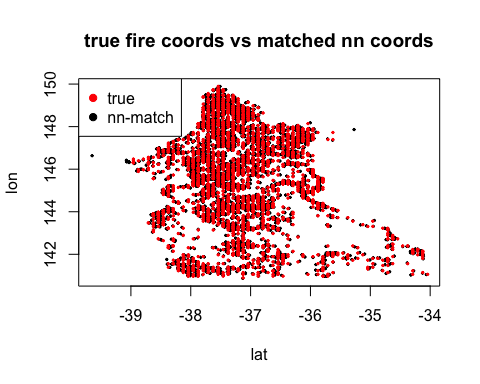 true fire coords vs matched nn coords
true
nn-match
lon
150
148
146
144
142
-39
-38
-37
-36
-35
-34
lat